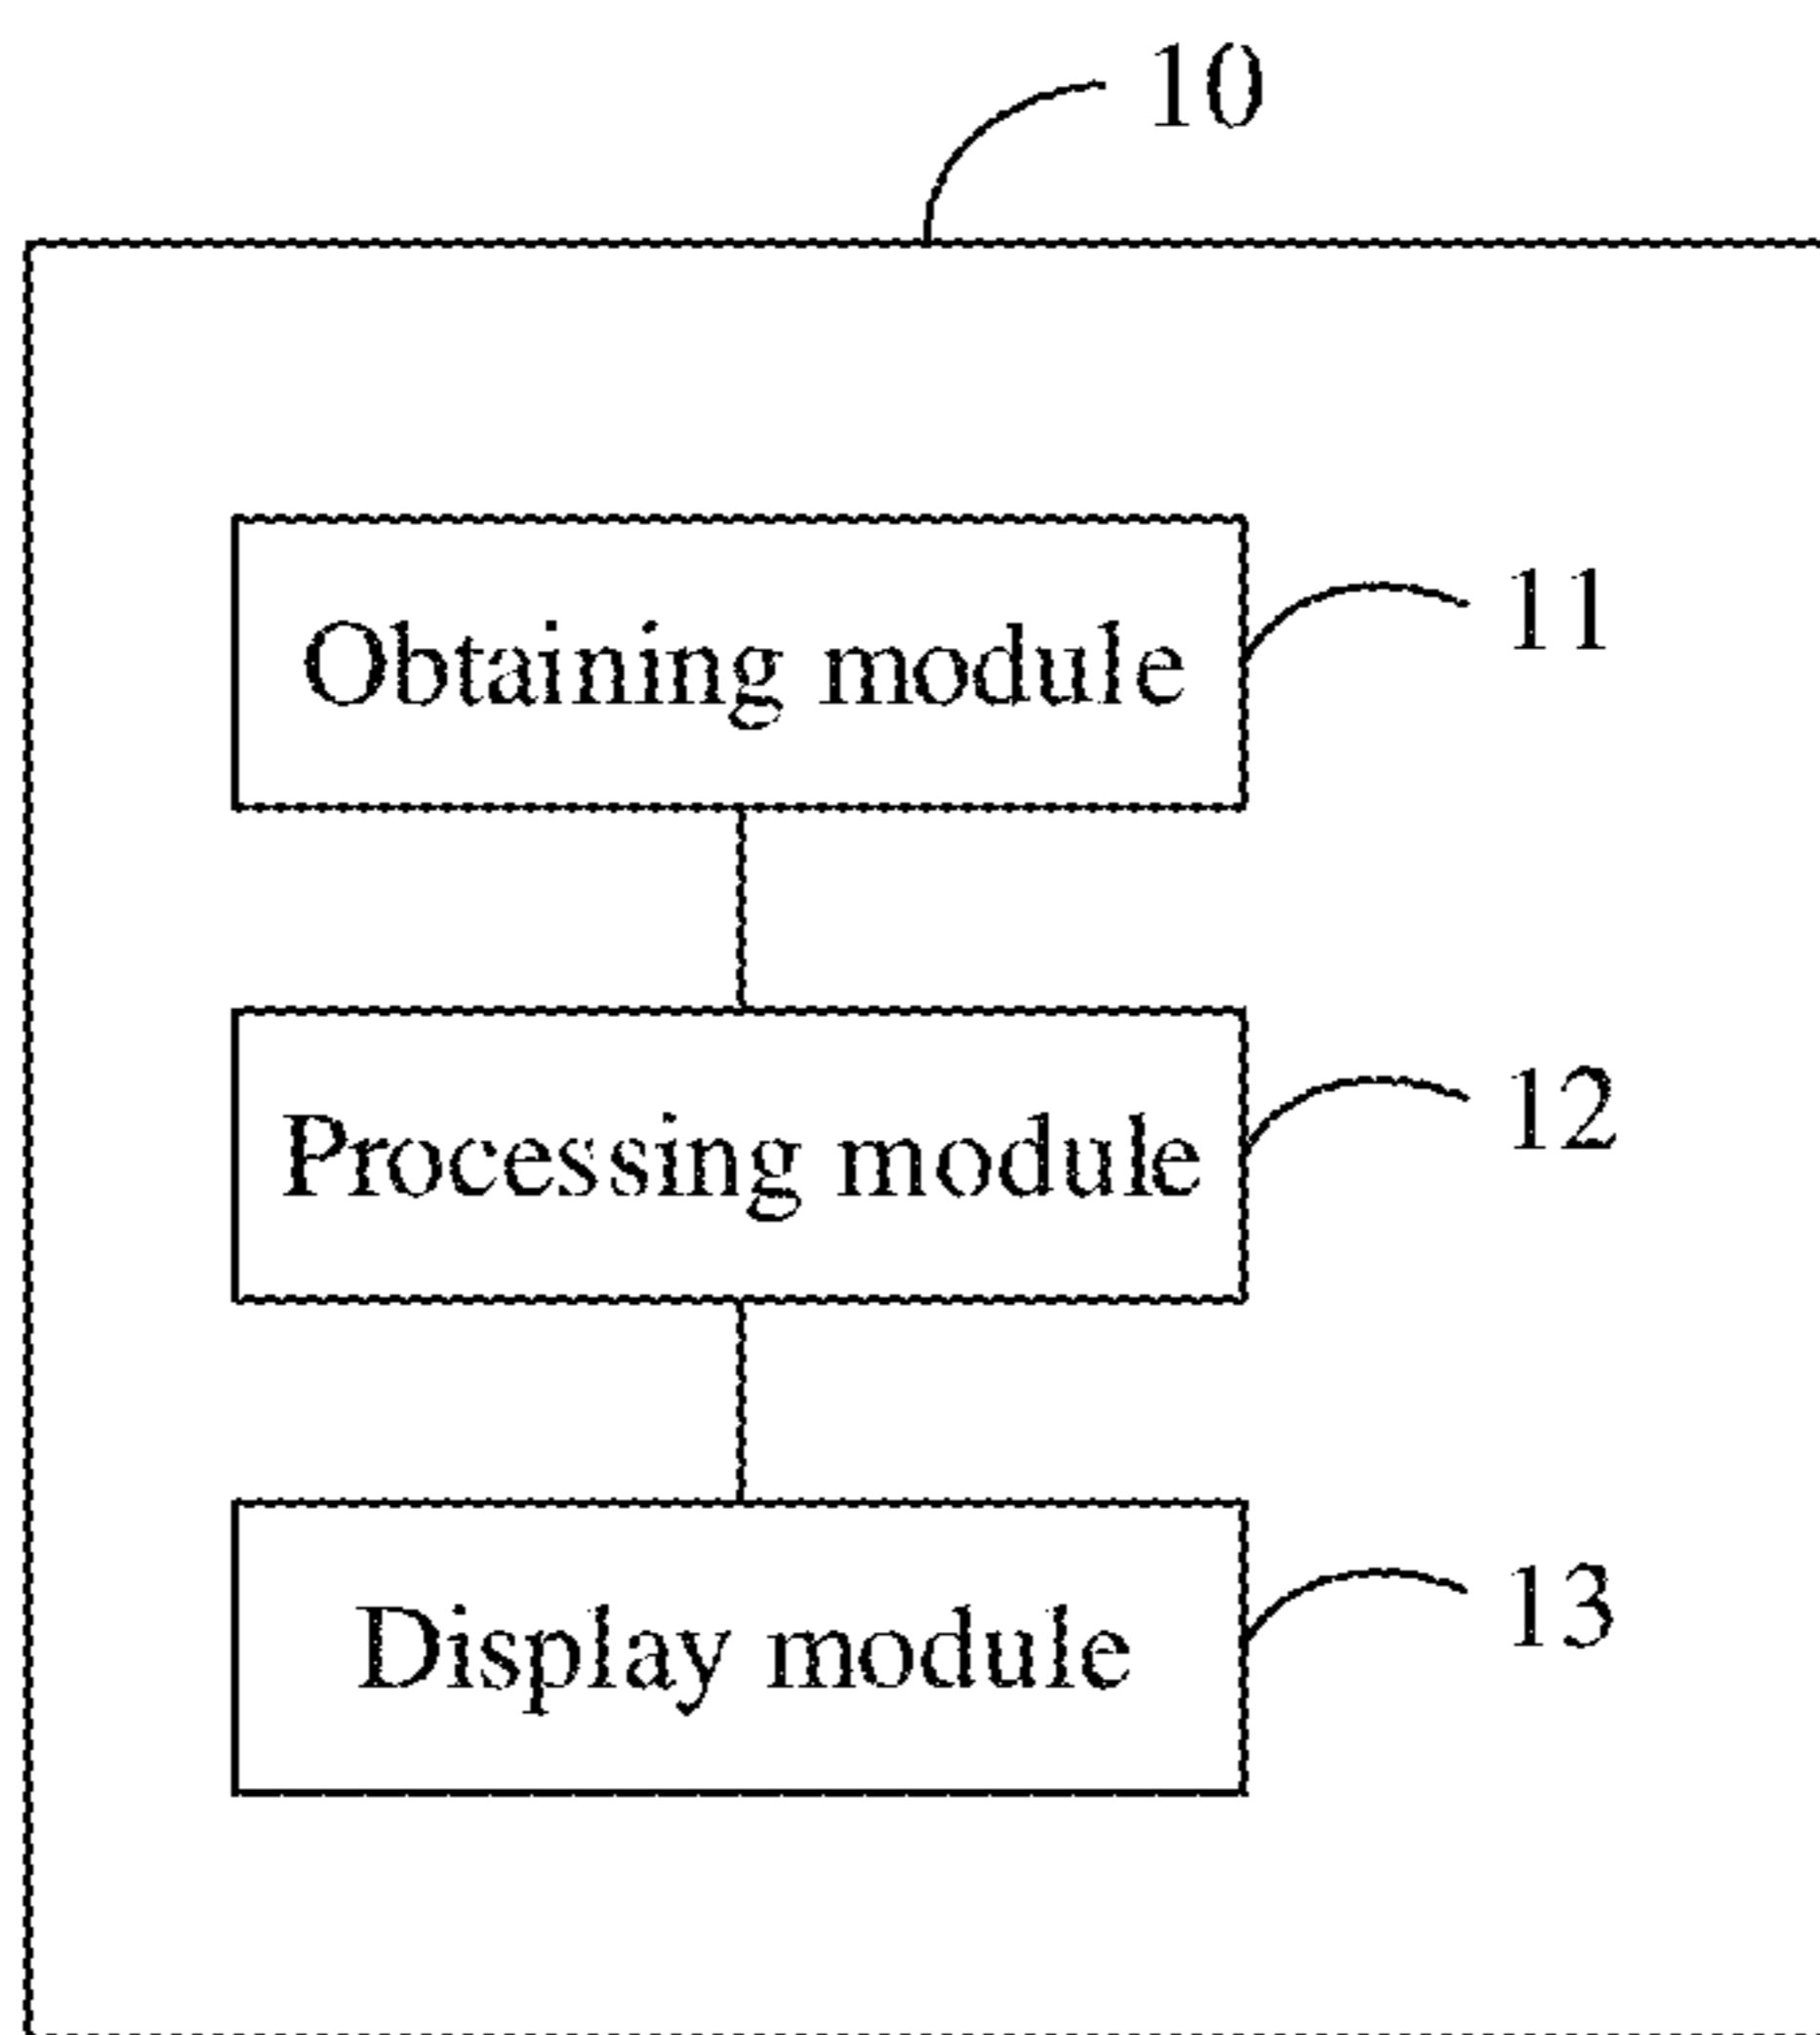 10
Obtaining module
11
Processing module
12
Display module
13